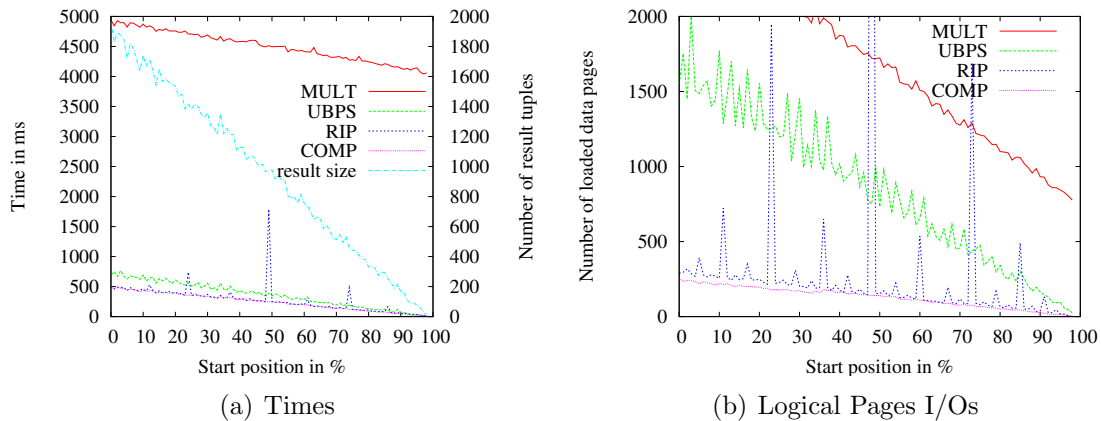 5000
4500
4000
3500
3000
2500
2000
1500
1000
500
0
0 10 20 30 40 50 60 70 80 90 100
2000
1800
1600
1400
1200
1000
800
600
400
200
0
Time in ms
Number of result tuples
Start position in %
MULT
UBPS
RIP
COMP
result size
(a) Times
2000
1500
1000
500
0
0 10 20 30 40 50 60 70 80 90 100
Number of loaded data pages
Start position in %
MULT
UBPS
RIP
COMP
(b) Logical Pages I/Os